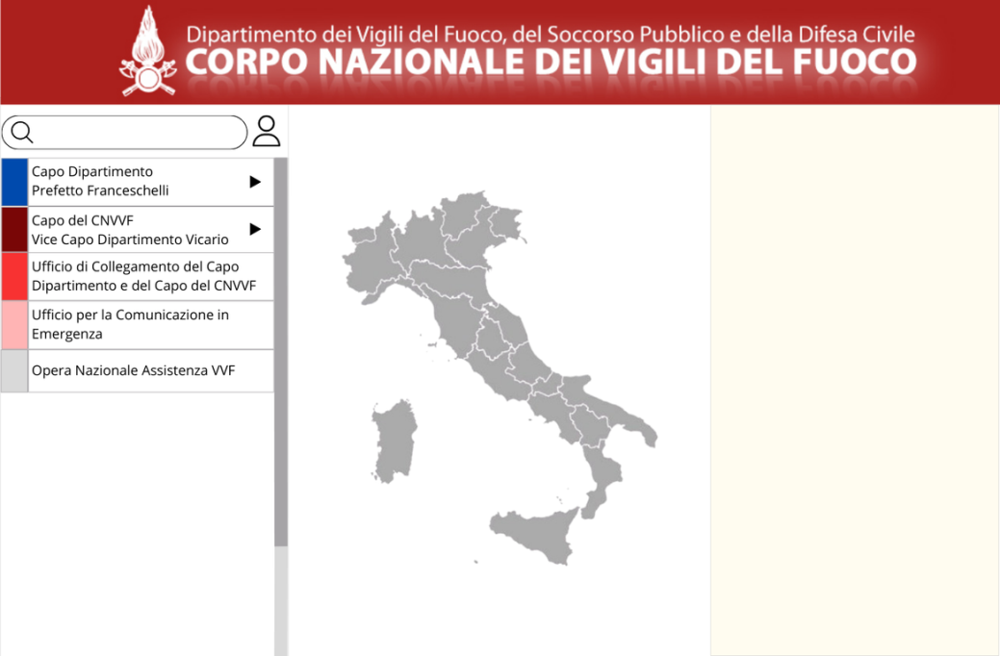 Dipartimento dei Vigili del Fuoco, del Soccorso Pubblico e della Difesa Civile
CORPO NAZIONALE DEI VIGILI DEL FUOCO
Capo Dipartimento
Prefetto Franceschelli
Capo del CNVVF
Vice Capo Dipartimento Vicario
Ufficio di Collegamento del Capo
Dipartimento e del Capo del CNVVF
Ufficio per la Comunicazione in
Emergenza
Opera Nazionale Assistenza VVF